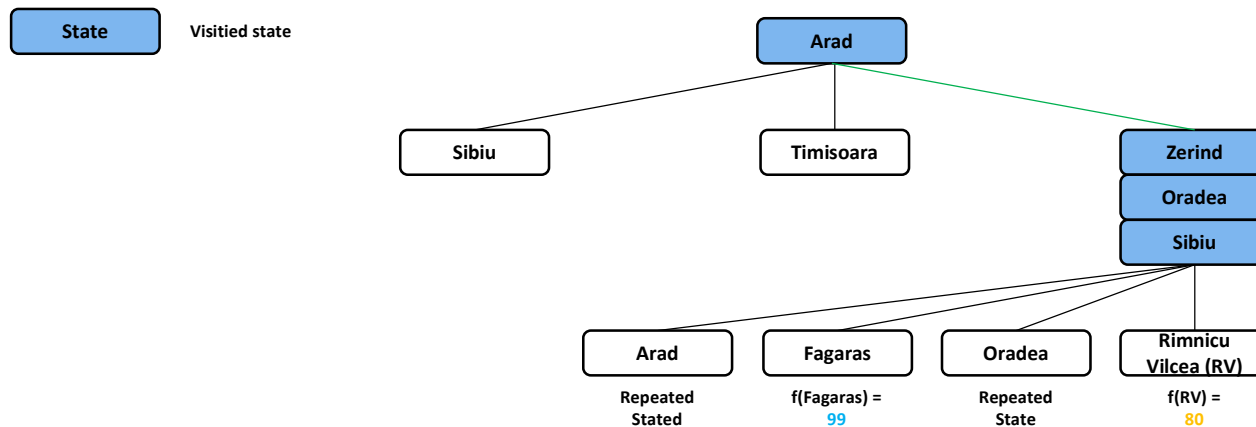 State
Visitied state
Arad
Sibiu
Timisoara
Zerind
Oradea
Sibiu
Arad
Fagaras
Oradea
Rimnicu
Vilcea (RV)
Repeated
Stated
f(Fagaras) =
99
Repeated
State
f(RV) =
80